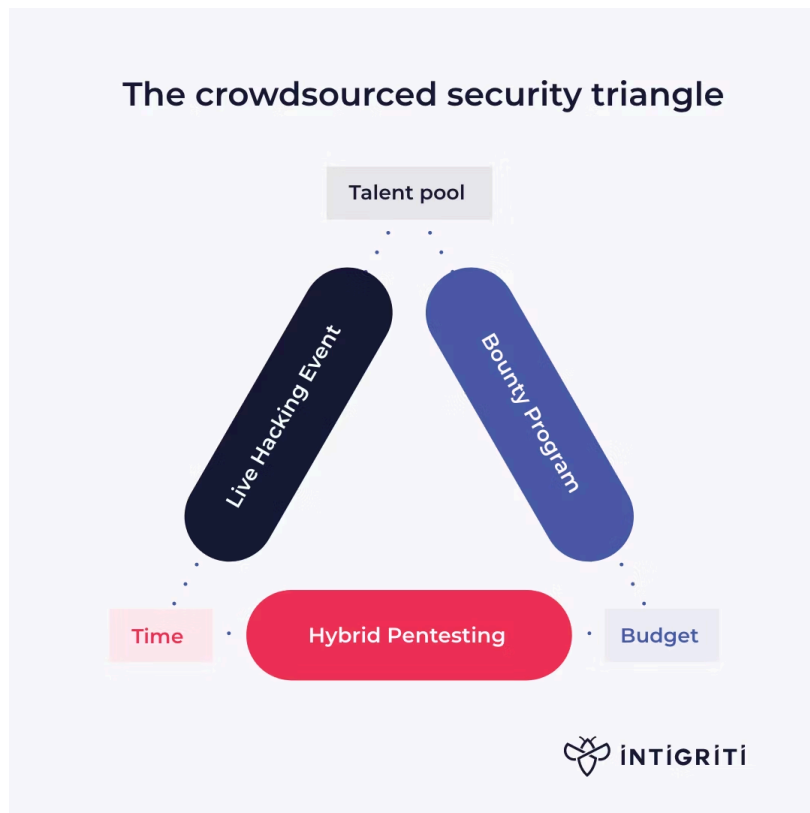 The crowdsourced security triangle
Talent pool
Live Hacking Event
Bounty Program
Time
Hybrid Pentesting
Budget
INTIGRITI